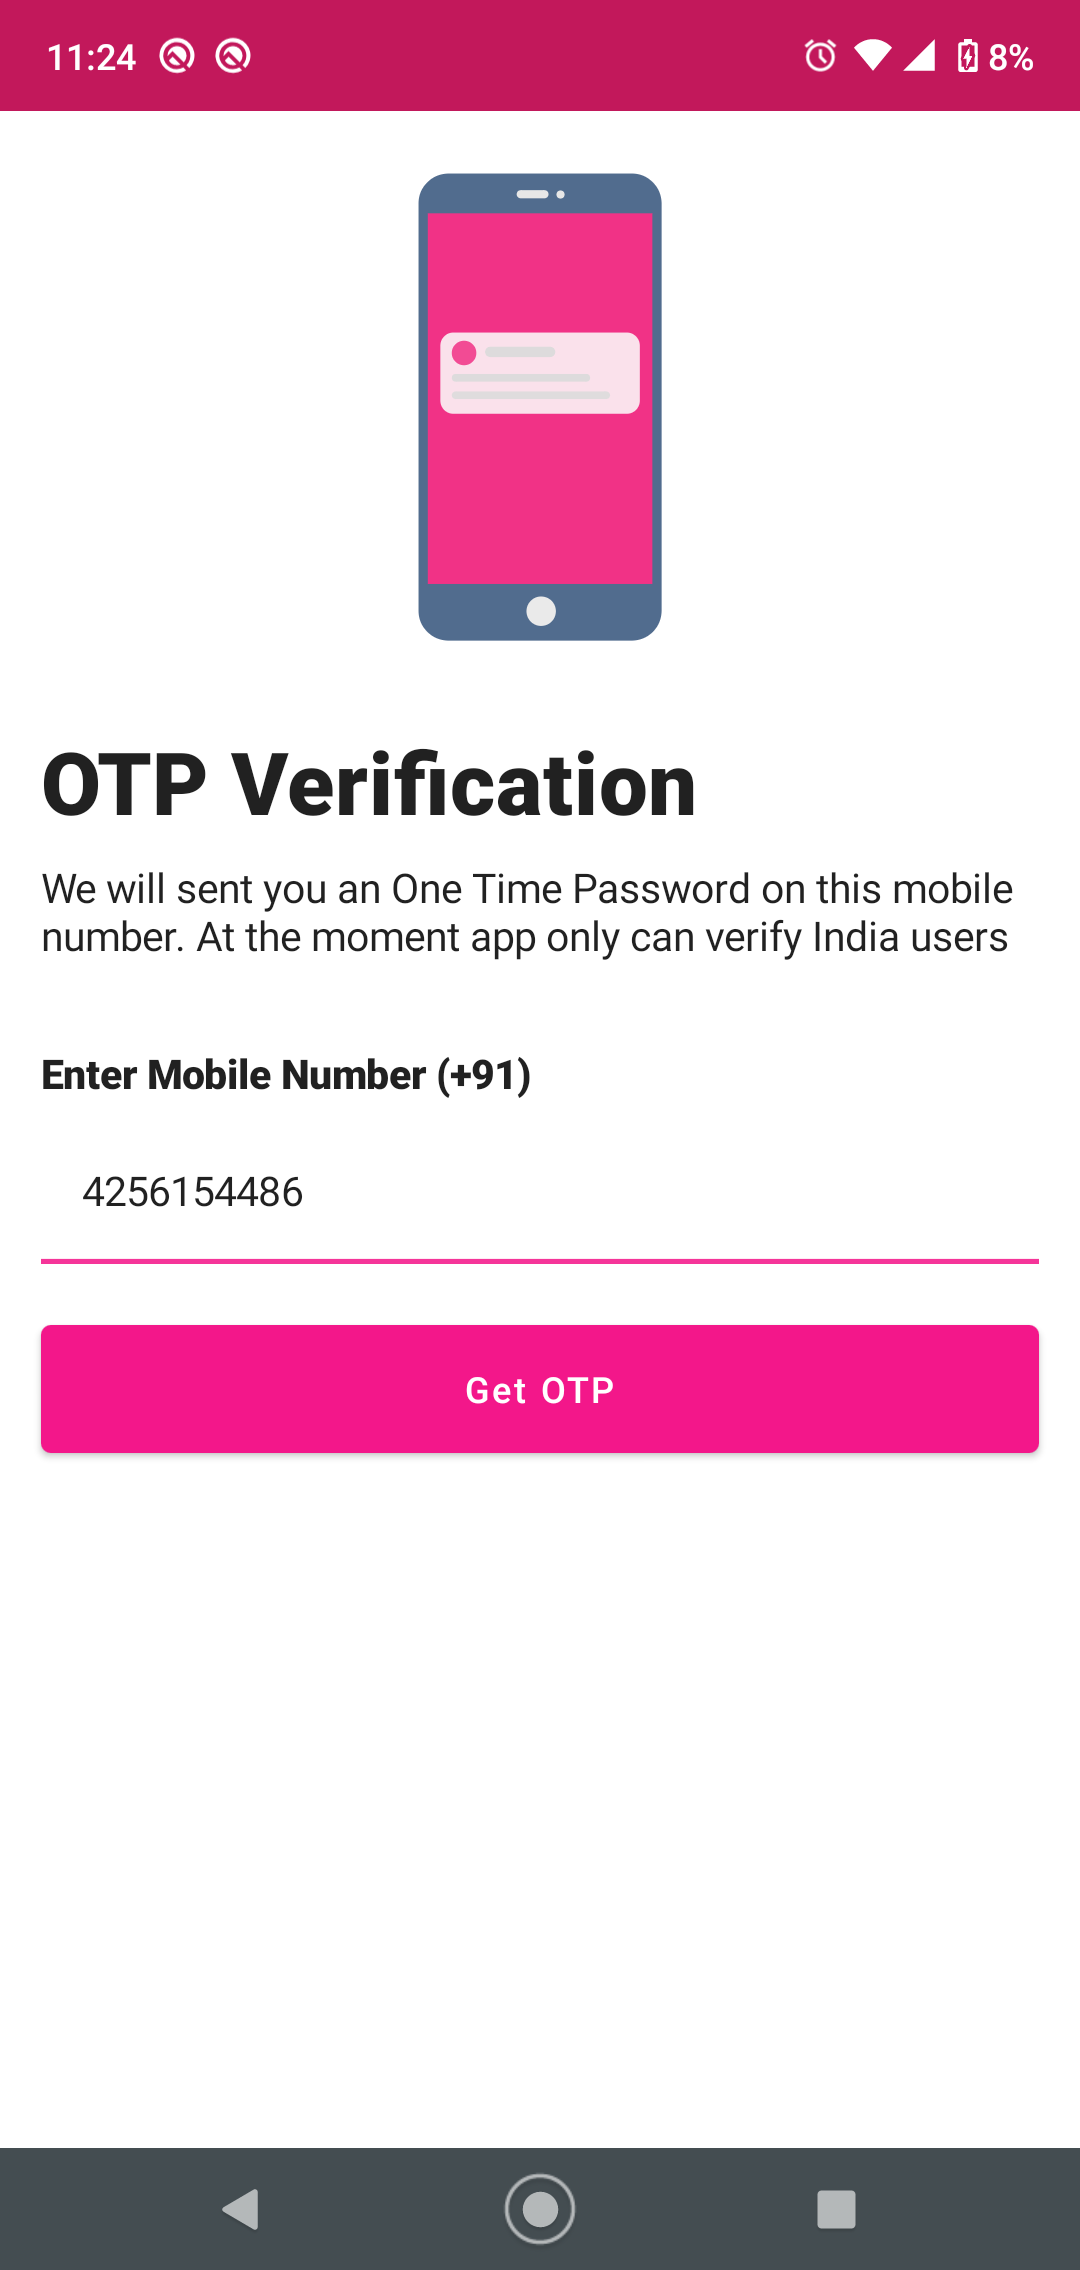 11:24
8%
OTP Verification
We will sent you an One Time Password on this mobile
number. At the moment app only can verify India users
Enter Mobile Number (+91)
4256154486
Get OTP